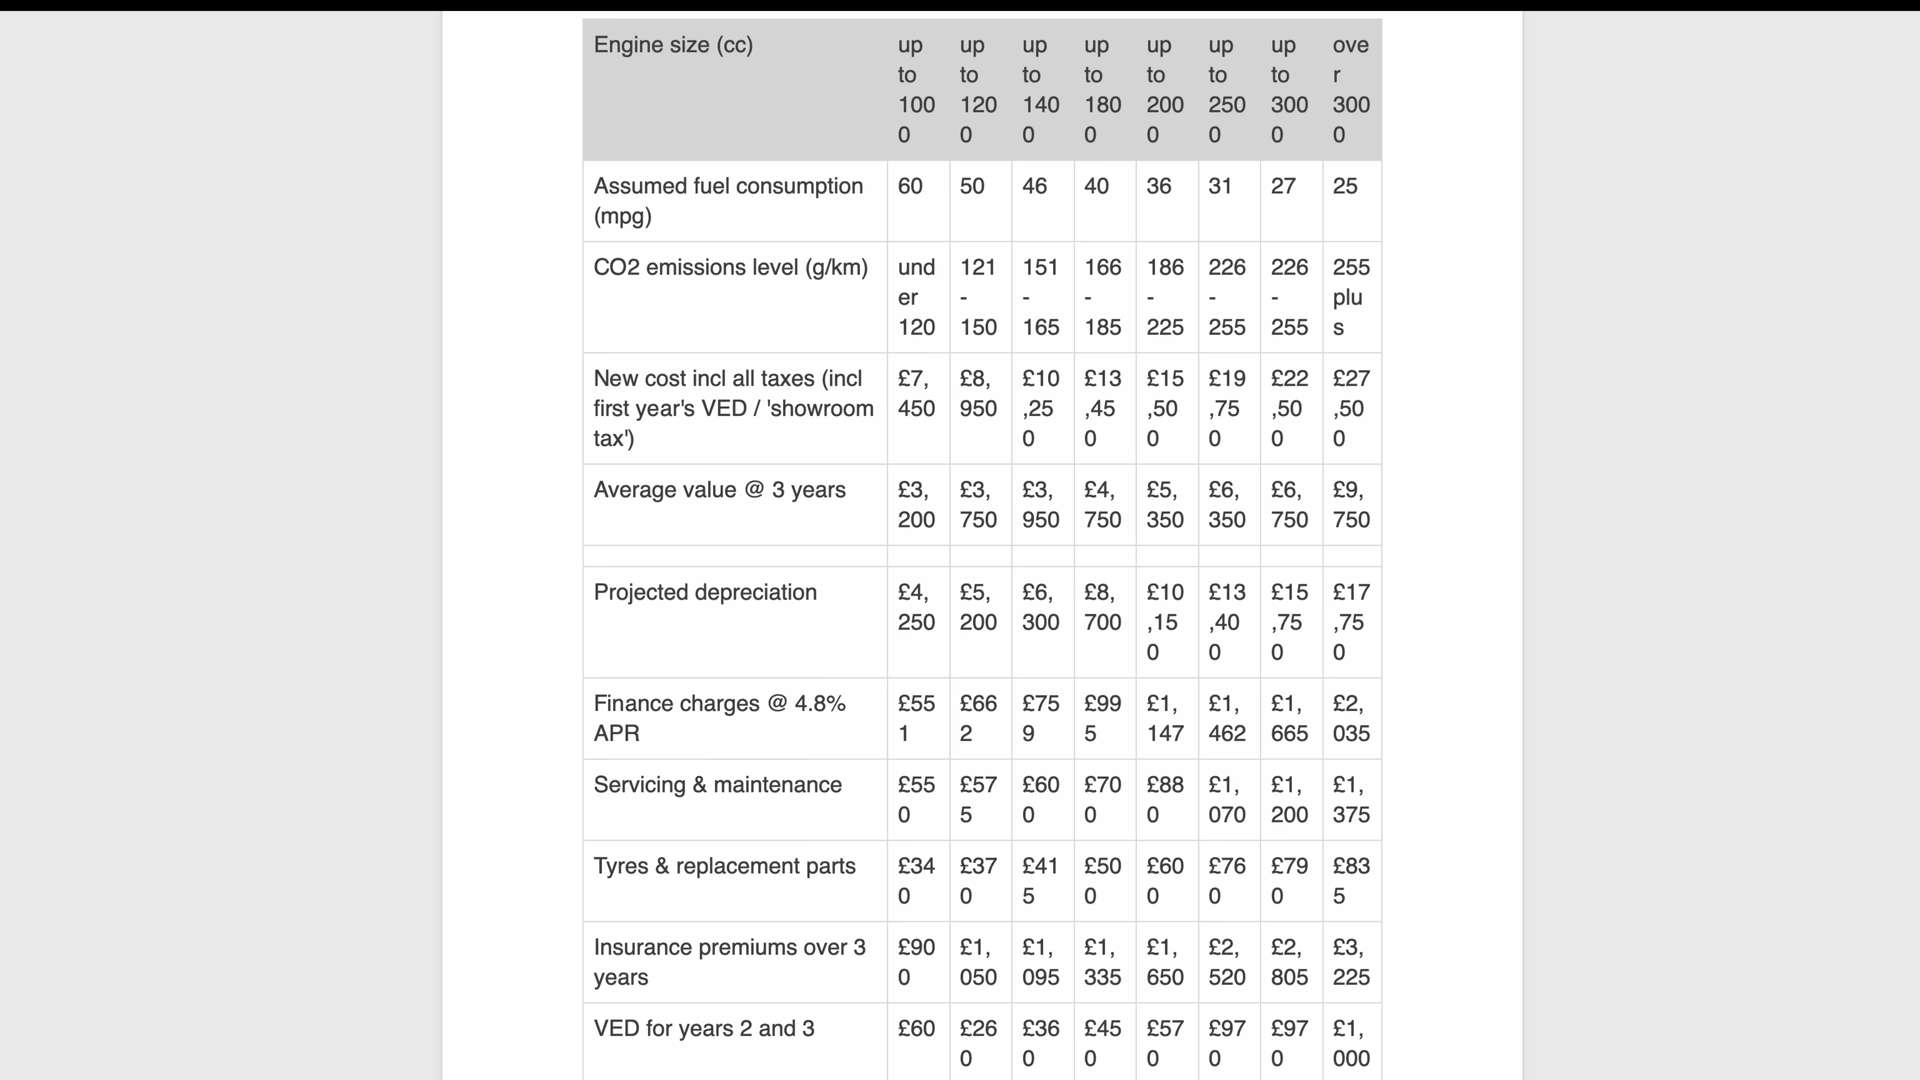 Engine size (cc) up to 1000 up to 1200 up to 1400 up to 1800 up to 2000 up to 2500 up to 3000 over 3000
Assumed fuel consumption (mpg) 60 50 46 40 36 31 27 25
CO2 emissions level (g/km) under 120 121 - 150 151 - 165 166 - 185 186 - 225 226 - 255 226 - 255 255 plus
New cost incl all taxes (incl first year's VED / 'showroom tax') £7,450 £8,950 £10,250 £13,450 £15,500 £19,750 £22,500 £27,500
Average value @ 3 years £3,200 £3,750 £3,950 £4,750 £5,350 £6,350 £6,750 £9,750
Projected depreciation £4,250 £5,200 £6,300 £8,700 £10,150 £13,400 £15,750 £17,750
Finance charges @ 4.8% APR £551 £662 £759 £995 £1,147 £1,462 £1,665 £2,035
Servicing & maintenance £550 £575 £600 £700 £880 £1,070 £1,200 £1,375
Tyres & replacement parts £340 £370 £415 £500 £600 £760 £790 £835
Insurance premiums over 3 years £900 £1,050 £1,095 £1,335 £1,650 £2,520 £2,805 £3,225
VED for years 2 and 3 £60 £260 £360 £450 £570 £970 £970 £1,000